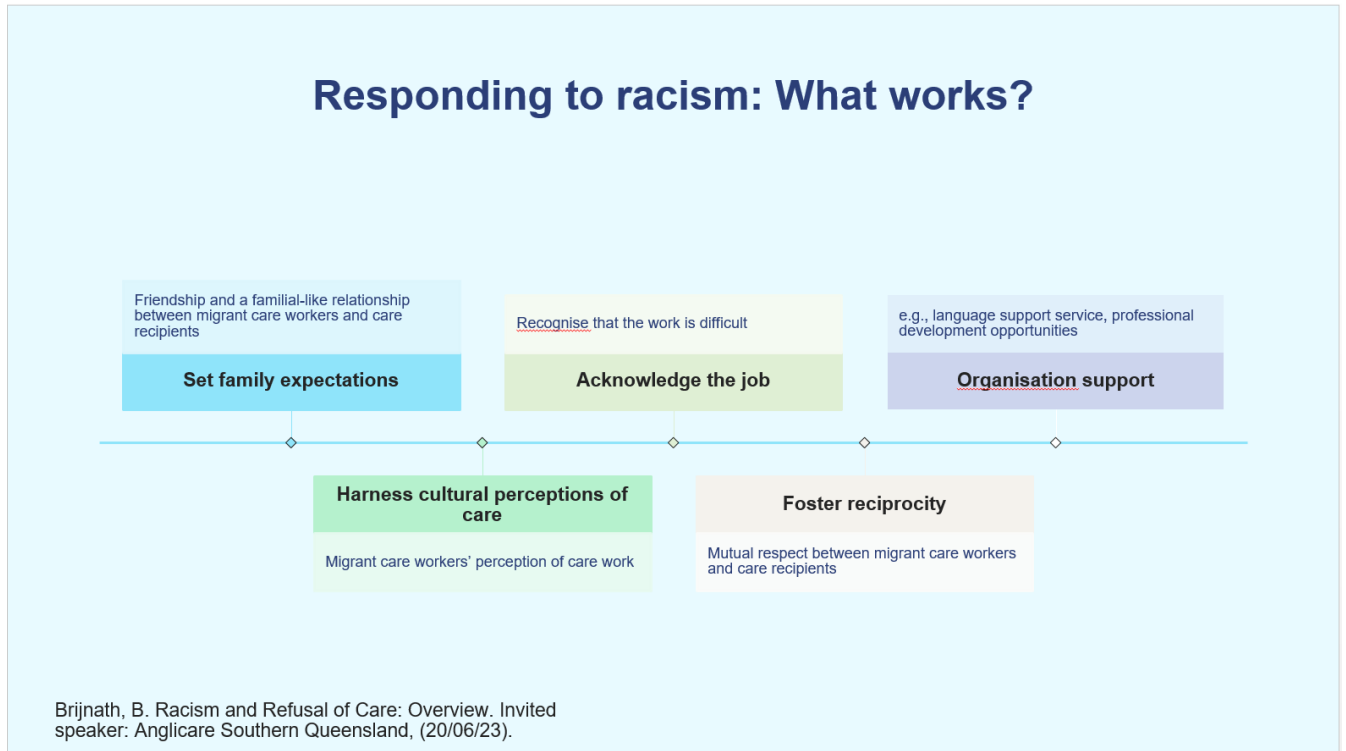 Responding to racism: What works?
Friendship and a familial-like relationship
between migrant care workers and care
recipients
Set family expectations
Harness cultural perceptions of
care
Migrant care workers’ perception of care work
Recognise that the work is difficult
Acknowledge the job
Foster reciprocity
Mutual respect between migrant care workers
and care recipients
e.g., language support service, professional
development opportunities
Organisation support
Brijnath, B. Racism and Refusal of Care: Overview. Invited
speaker: Anglicare Southern Queensland, (20/06/23).